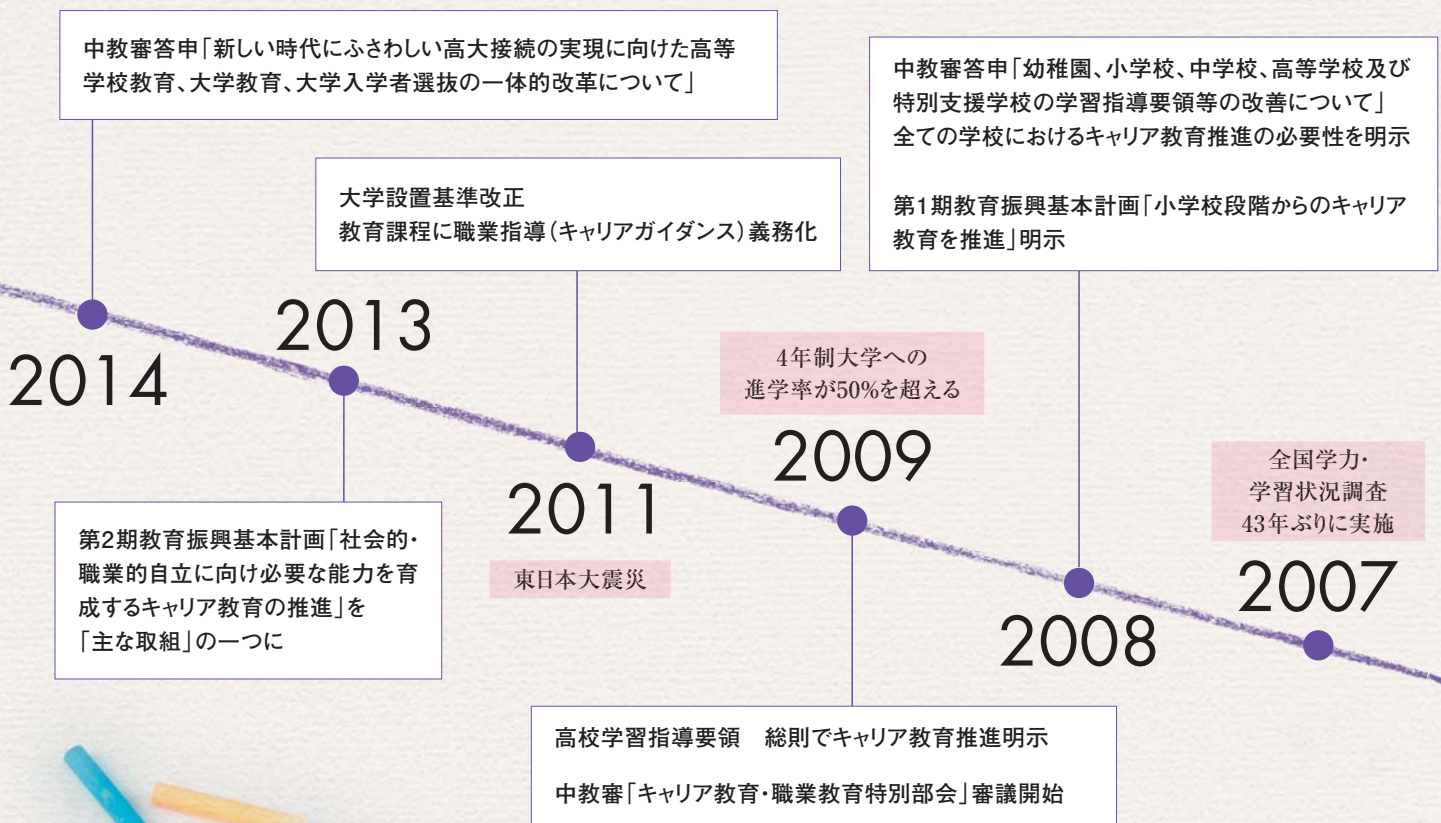 中教審答申「新しい時代にふさわしい高大接続の実現に向けた高等
学校教育、大学教育、大学入学者選抜の一体的改革について」
2014
2013
第2期教育振興基本計画「社会的・
職業的自立に向け必要な能力を育
成するキャリア教育の推進」を
「主な取組」の一つに
大学設置基準改正
教育課程に職業指導(キャリアガイダンス)義務化
2011
東日本大震災
4年制大学への
進学率が50%を超える
2009
高校学習指導要領　総則でキャリア教育推進明示
中教審「キャリア教育・職業教育特別部会」審議開始
中教審答申「幼稚園、小学校、中学校、高等学校及び
特別支援学校の学習指導要領等の改善について」
全ての学校におけるキャリア教育推進の必要性を明示
第1期教育振興基本計画「小学校段階からのキャリア
教育を推進」明示
2008
全国学力・
学習状況調査
43年ぶりに実施
2007